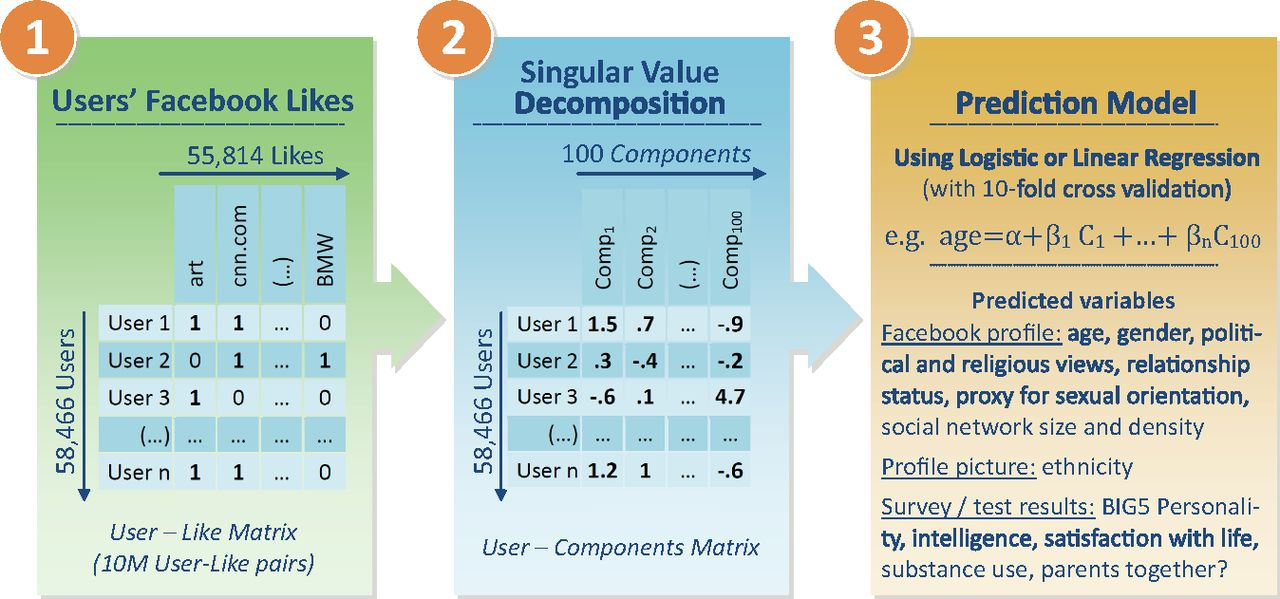 1
Users’ Facebook Likes
55,814 Likes
art cnn.com (...) BMW
58,466 Users
User 1 1 1 ... 0
User 2 0 1 ... 1
User 3 1 0 ... 0
(...) ... ... ... ...
User n 1 1 ... 0
User – Like Matrix
(10M User-Like pairs)
2
Singular Value
Decomposition
100 Components
Comp1 Comp2 (...) Comp100
58,466 Users
User 1 1.5 .7 ... -.9
User 2 .3 -.4 ... -.2
User 3 -.6 .1 ... 4.7
(...) ... ... ... ...
User n 1.2 1 ... -.6
User – Components Matrix
3
Prediction Model
Using Logistic or Linear Regression
(with 10-fold cross validation)
e.g. age=α+β1 C1 +...+ βnC100
Predicted variables
Facebook profile: age, gender, politi-
cal and religious views, relationship
status, proxy for sexual orientation,
social network size and density
Profile picture: ethnicity
Survey / test results: BIG5 Personali-
ty, intelligence, satisfaction with life,
substance use, parents together?